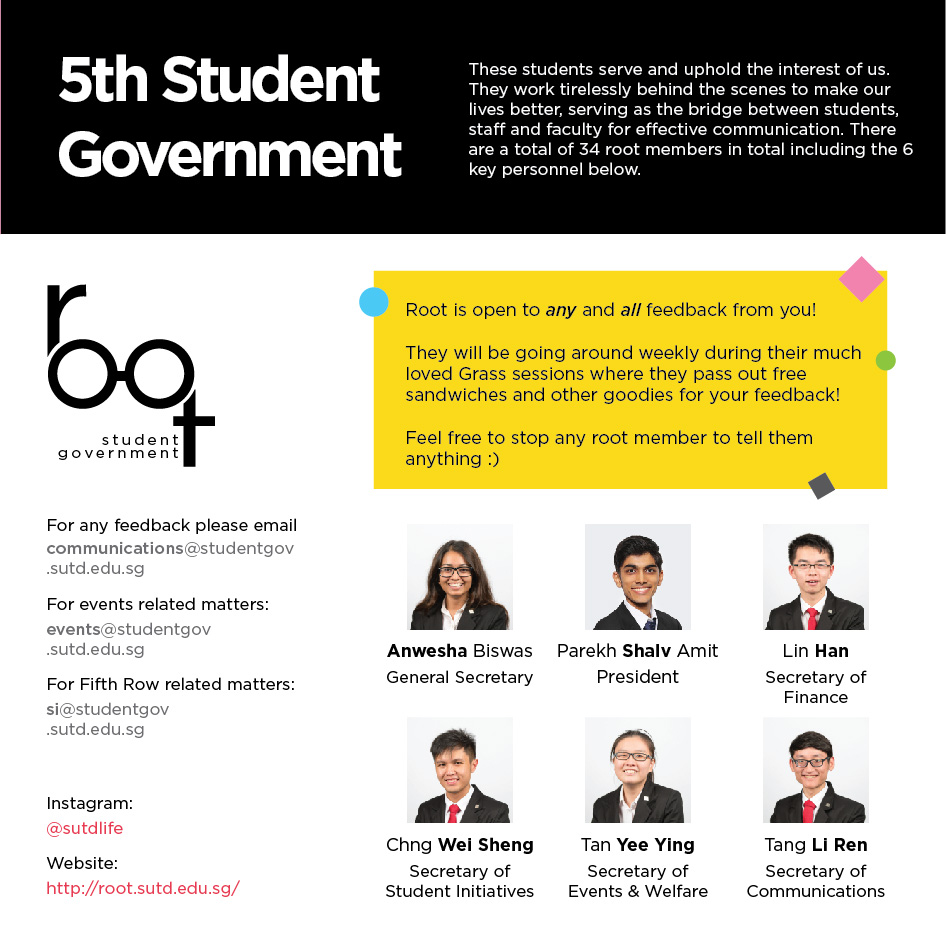 5th Student
Government
These students serve and uphold the interest of us.
They work tirelessly behind the scenes to make our
lives better, serving as the bridge between students,
staff and faculty for effective communication. There
are a total of 34 root members in total including the 6
key personnel below.
root
student
government
Root is open to any and all feedback from you!
They will be going around weekly during their much
loved Grass sessions where they pass out free
sandwiches and other goodies for your feedback!
Feel free to stop any root member to tell them
anything :)
For any feedback please email
communications@studentgov
.sutd.edu.sg
For events related matters:
events@studentgov
.sutd.edu.sg
For Fifth Row related matters:
si@studentgov
.sutd.edu.sg
Instagram:
@sutdlife
Website:
http://root.sutd.edu.sg/
Anwesha Biswas
General Secretary
Parekh Shalv Amit
President
Lin Han
Secretary of
Finance
Chng Wei Sheng
Secretary of
Student Initiatives
Tan Yee Ying
Secretary of
Events & Welfare
Tang Li Ren
Secretary of
Communications